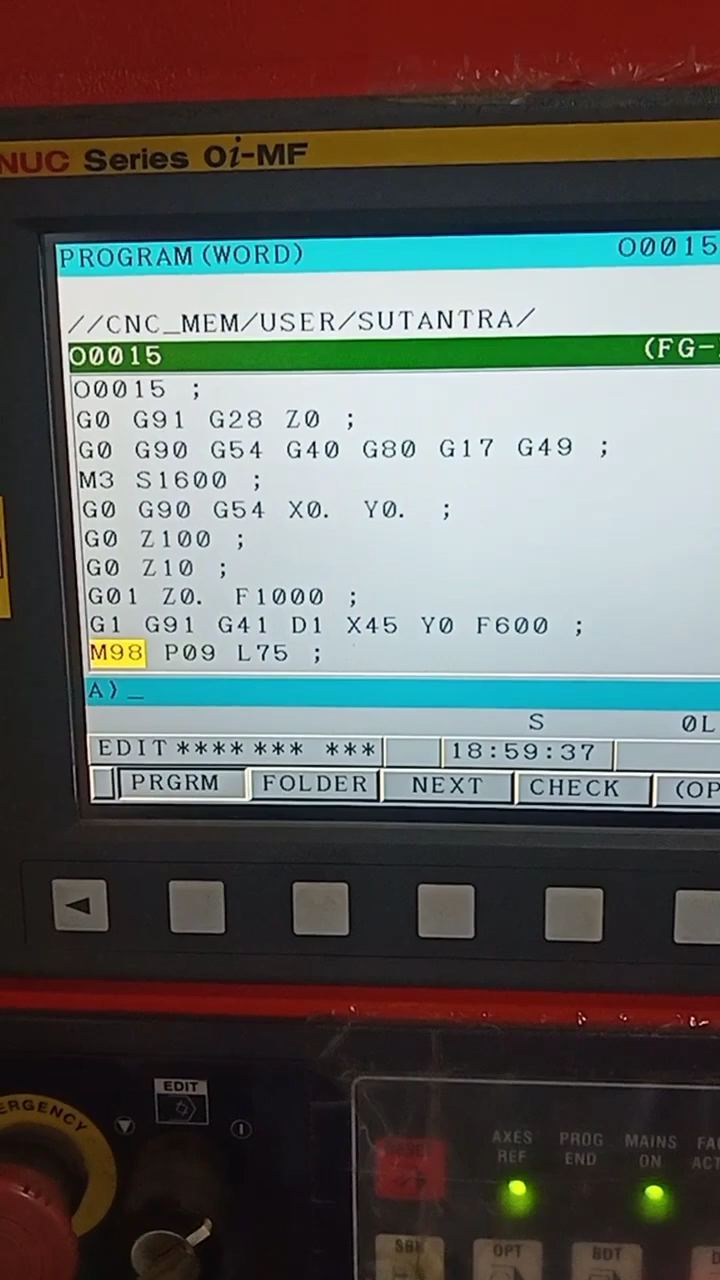 NUC Series 0i-MF
PROGRAM(WORD) O0015
//CNC_MEM/USER/SUTANTRA/
O0015 (FG-
O0015 ;
G0 G91 G28 Z0 ;
G0 G90 G54 G40 G80 G17 G49 ;
M3 S1600 ;
G0 G90 G54 X0. Y0. ;
G0 Z100 ;
G0 Z10 ;
G01 Z0. F1000 ;
G1 G91 G41 D1 X45 Y0 F600 ;
M98 P09 L75 ;
A)_
S 0L
EDIT **** *** *** 18:59:37
PRGRM FOLDER NEXT CHECK (OP
EDIT
ERGENCY
AXES REF
PROG END
MAINS ON
FA
ACT
SBK
OPT